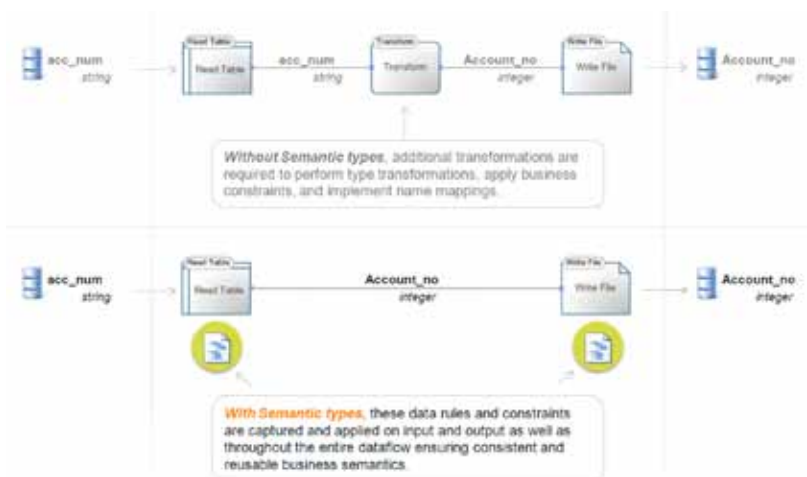 Read Table Transform Write File
acc_num acc_num Account_no Account_no
string Read Table string Transform integer Write File integer
Without Semantic types, additional transformations are
required to perform type transformations, apply business
constraints, and implement name mappings.
Read Table Write File
acc_num Account_no Account_no
string Read Table integer Write File integer
With Semantic types, these data rules and constraints
are captured and applied on input and output as well as
throughout the entire dataflow ensuring consistent and
reusable business semantics.